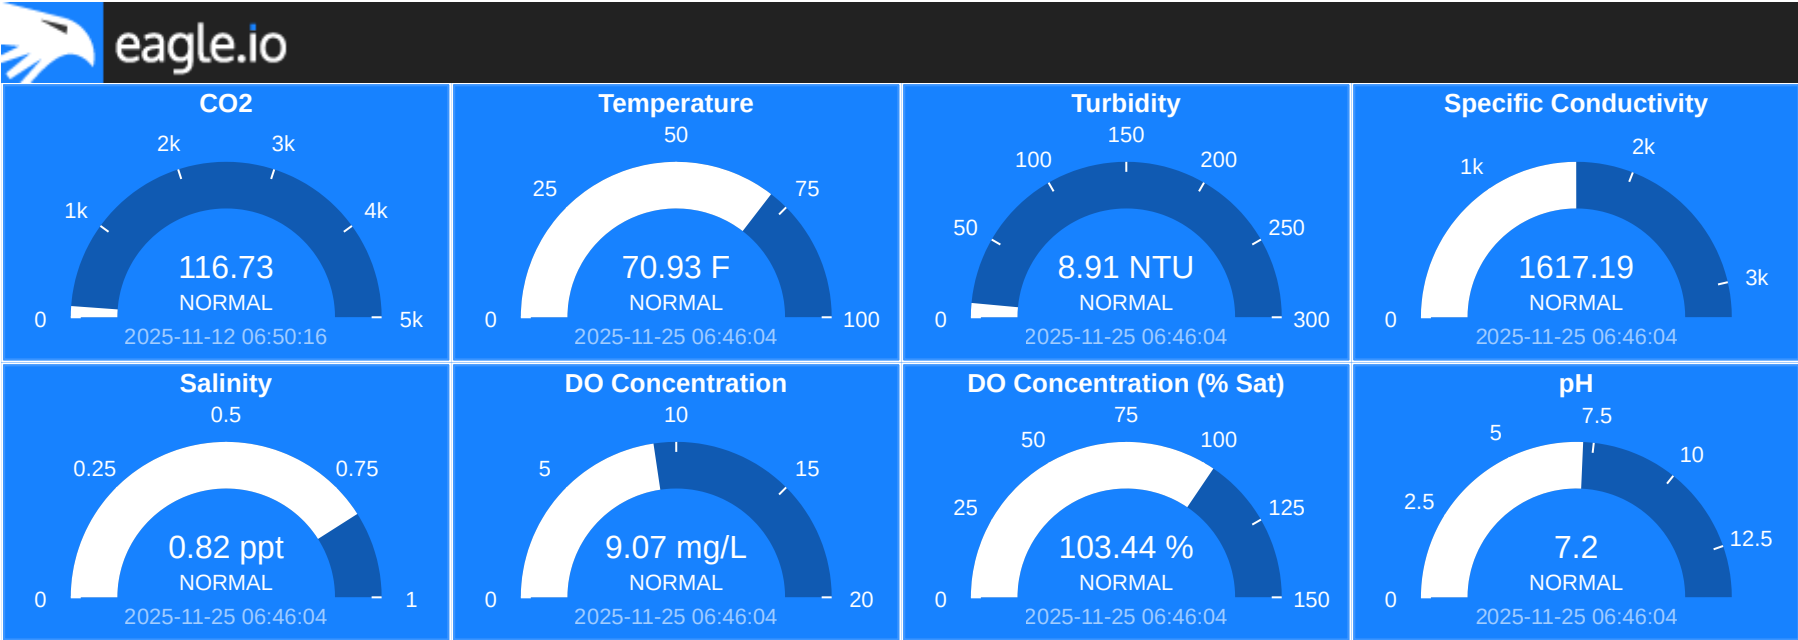 eagle.io
CO2
2k
3k
1k
4k
116.73
NORMAL
0
5k
2025-11-12 06:50:16
Temperature
50
25
75
70.93 F
NORMAL
0
100
2025-11-25 06:46:04
Turbidity
150
100
200
50
250
8.91 NTU
NORMAL
0
300
2025-11-25 06:46:04
Specific Conductivity
2k
1k
1617.19
3k
NORMAL
0
2025-11-25 06:46:04
Salinity
0.5
0.25
0.75
0.82 ppt
NORMAL
0
1
2025-11-25 06:46:04
DO Concentration
10
5
15
9.07 mg/L
NORMAL
0
20
2025-11-25 06:46:04
DO Concentration (% Sat)
75
50
100
25
125
103.44 %
NORMAL
0
150
2025-11-25 06:46:04
pH
7.5
5
10
2.5
12.5
7.2
NORMAL
0
2025-11-25 06:46:04